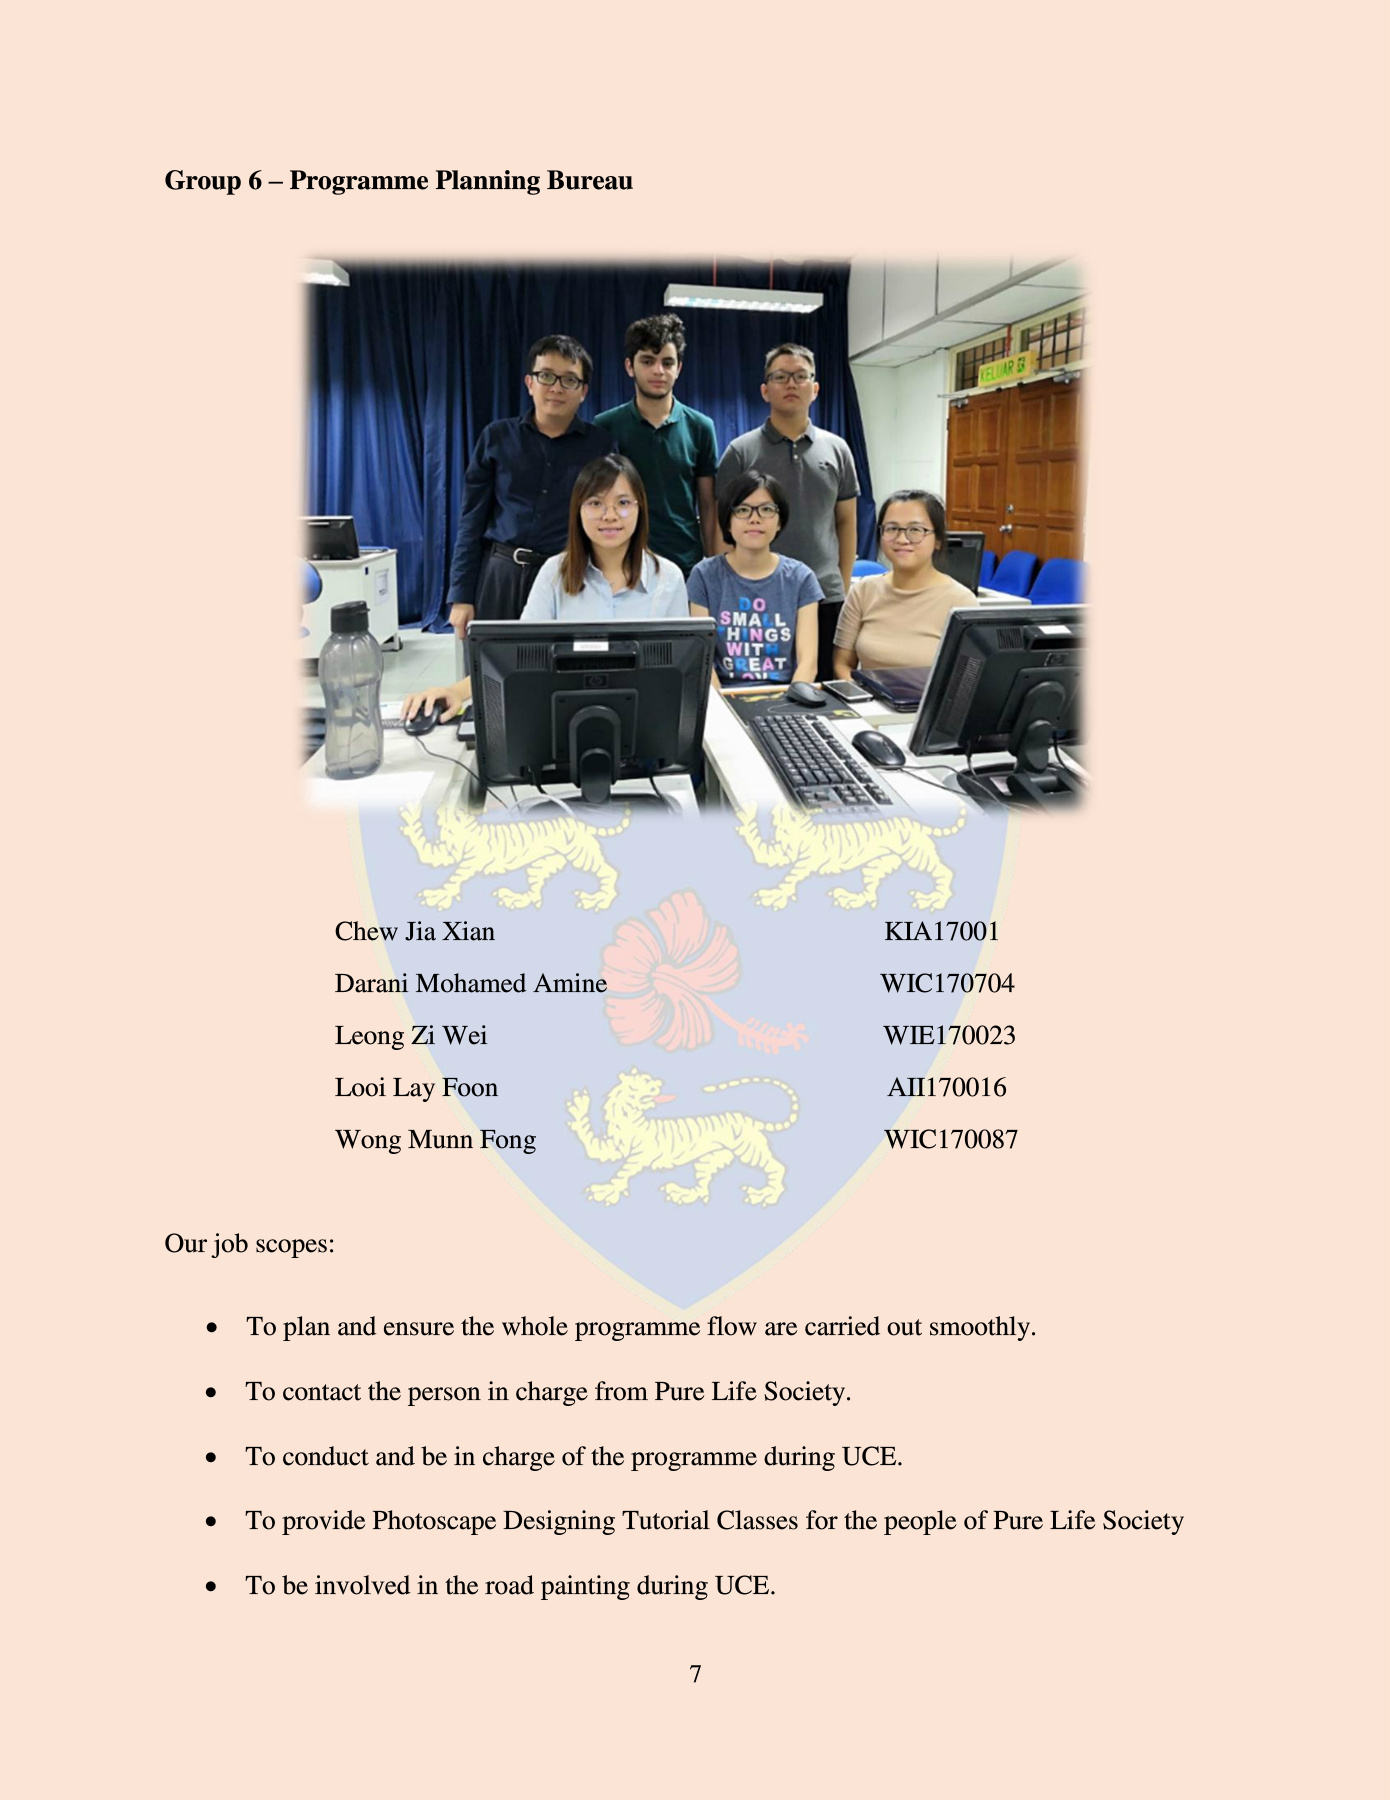 Group 6 – Programme Planning Bureau
KELUAR
DO
SMALL
THINGS
WITH
GREAT
LOVE
Chew Jia Xian KIA17001
Darani Mohamed Amine WIC170704
Leong Zi Wei WIE170023
Looi Lay Foon AII170016
Wong Munn Fong WIC170087
Our job scopes:
• To plan and ensure the whole programme flow are carried out smoothly.
• To contact the person in charge from Pure Life Society.
• To conduct and be in charge of the programme during UCE.
• To provide Photoscape Designing Tutorial Classes for the people of Pure Life Society
• To be involved in the road painting during UCE.
7